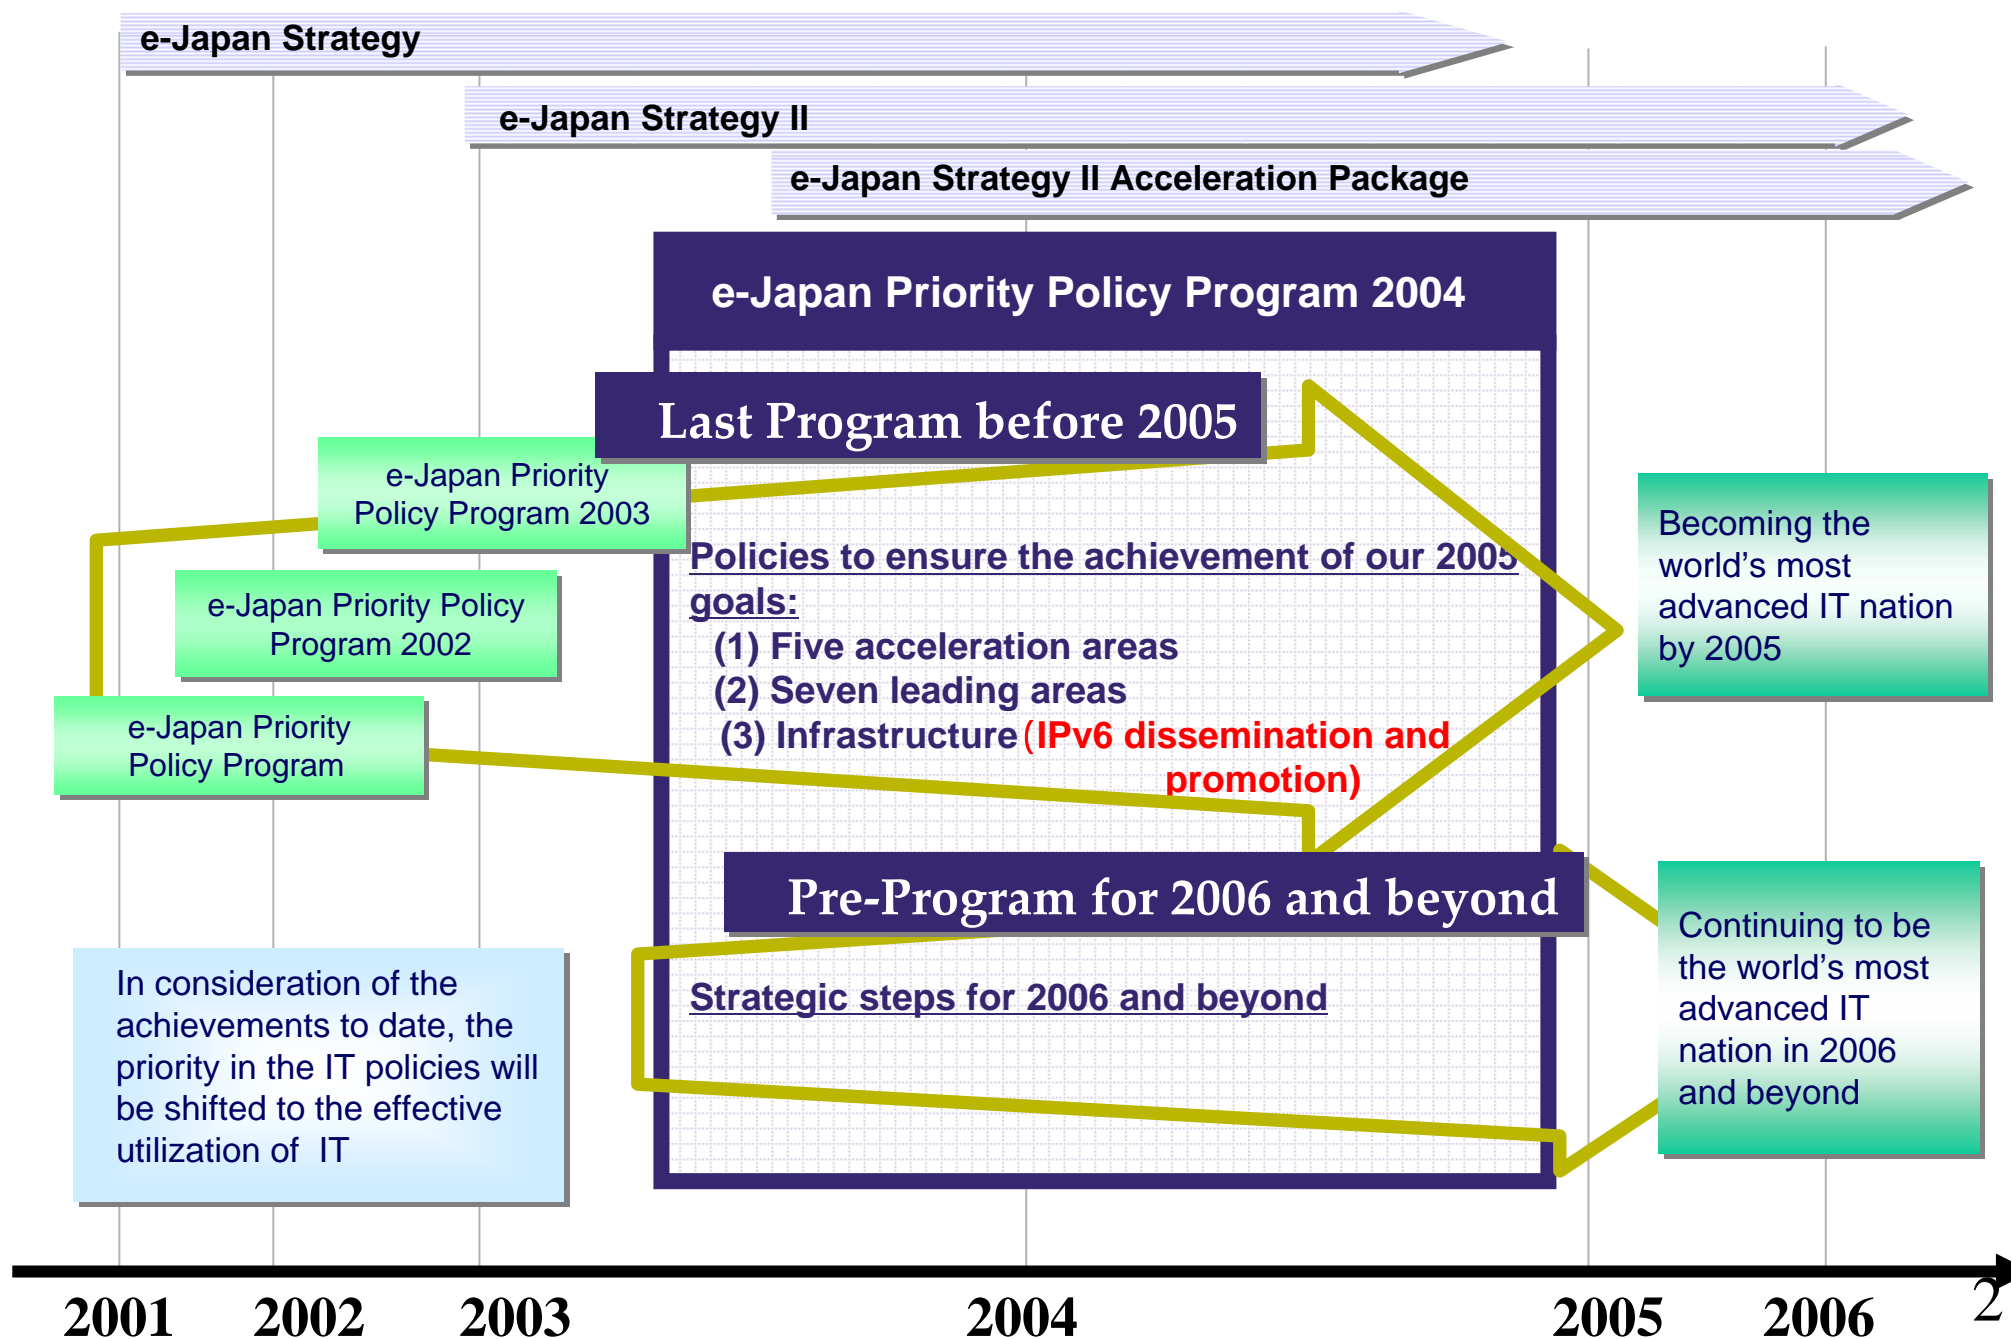 e-Japan Strategy
e-Japan Strategy II
e-Japan Strategy II Acceleration Package
e-Japan Priority Policy Program 2004
Last Program before 2005
e-Japan Priority
Policy Program 2003
e-Japan Priority Policy
Program 2002
e-Japan Priority
Policy Program
Policies to ensure the achievement of our 2005
goals:
(1) Five acceleration areas
(2) Seven leading areas
(3) Infrastructure (IPv6 dissemination and
promotion)
Becoming the
world's most
advanced IT nation
by 2005
Pre-Program for 2006 and beyond
Strategic steps for 2006 and beyond
Continuing to be
the world's most
advanced IT
nation in 2006
and beyond
In consideration of the
achievements to date, the
priority in the IT policies will
be shifted to the effective
utilization of IT
2001 2002 2003 2004 2005 2006
2